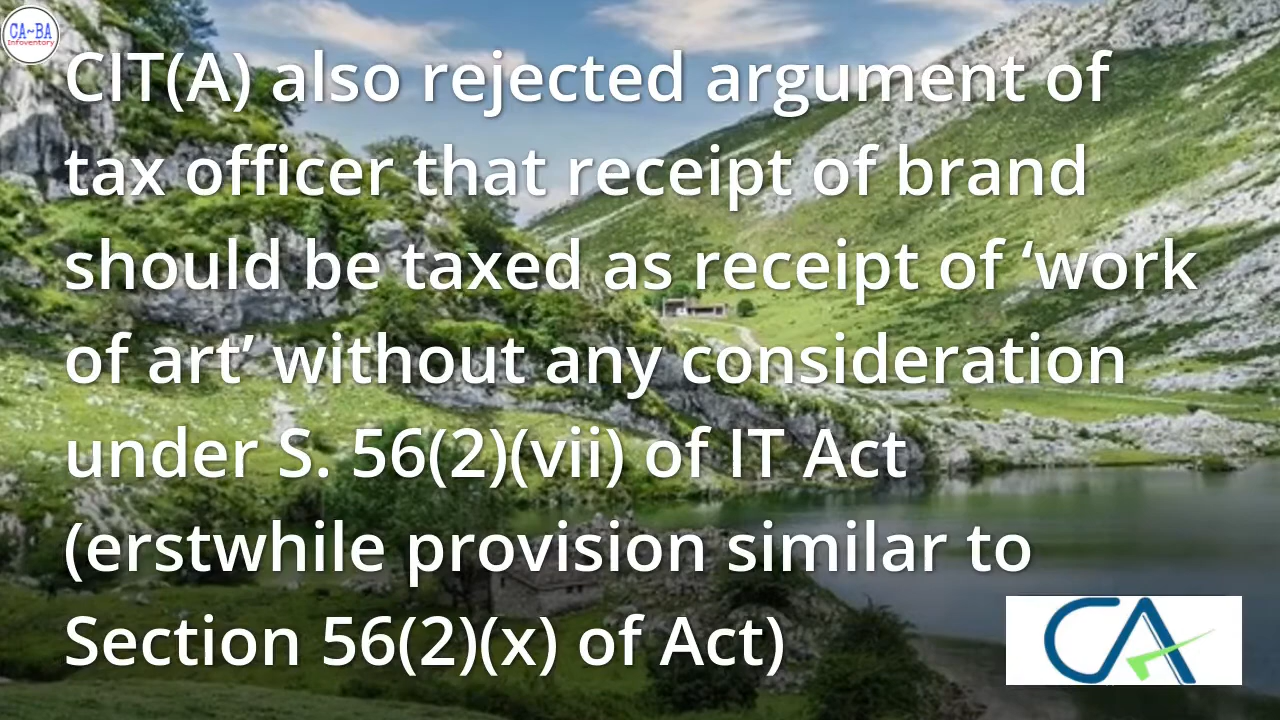 CA~BA
Infoventory
CIT(A) also rejected argument of
tax officer that receipt of brand
should be taxed as receipt of ‘work
of art’ without any consideration
under S. 56(2)(vii) of IT Act
(erstwhile provision similar to
Section 56(2)(x) of Act)
CA